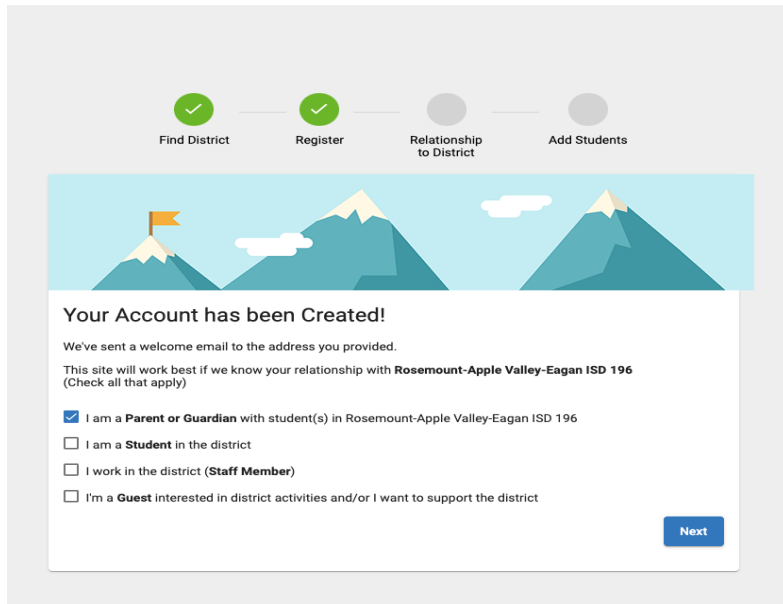 Find District
Register
Relationship
to District
Add Students
Your Account has been Created!
We've sent a welcome email to the address you provided.
This site will work best if we know your relationship with Rosemount-Apple Valley-Eagan ISD 196
(Check all that apply)
I am a Parent or Guardian with student(s) in Rosemount-Apple Valley-Eagan ISD 196
I am a Student in the district
I work in the district (Staff Member)
I'm a Guest interested in district activities and/or I want to support the district
Next